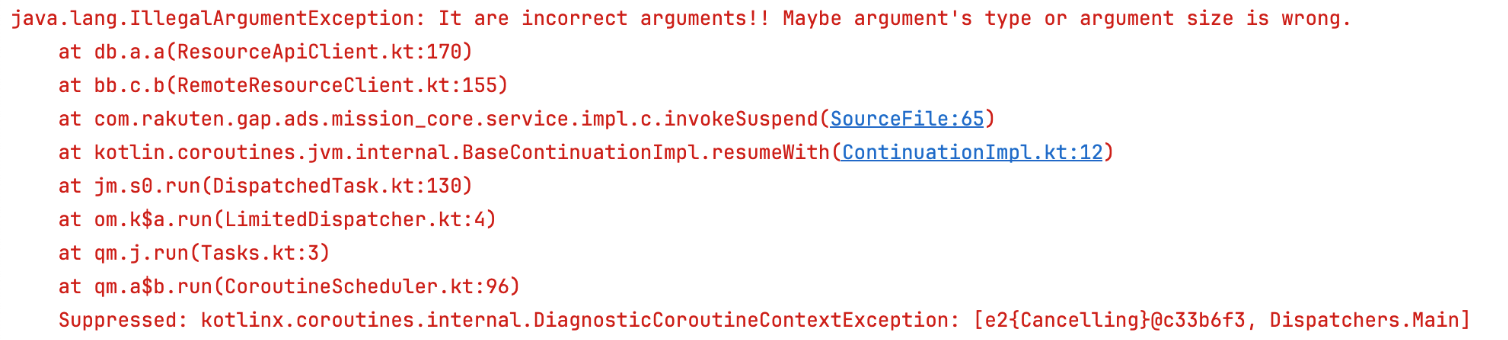 java.lang.IllegalArgumentException: It are incorrect arguments!! Maybe argument's type or argument size is wrong.
at db.a.a(ResourceApiClient.kt:170)
at bb.c.b(RemoteResourceClient.kt:155)
at com.rakuten.gap.ads.mission_core.service.impl.c.invokeSuspend(SourceFile:65)
at kotlin.coroutines.jvm.internal.BaseContinuationImpl.resumeWith(ContinuationImpl.kt:12)
at jm.s0.run(DispatchedTask.kt:130)
at om.k$a.run(LimitedDispatcher.kt:4)
at qm.j.run(Tasks.kt:3)
at qm.a$b.run(CoroutineScheduler.kt:96)
Suppressed: kotlinx.coroutines.internal.DiagnosticCoroutineContextException: [e2{Cancelling}@c33b6f3, Dispatchers.Main]